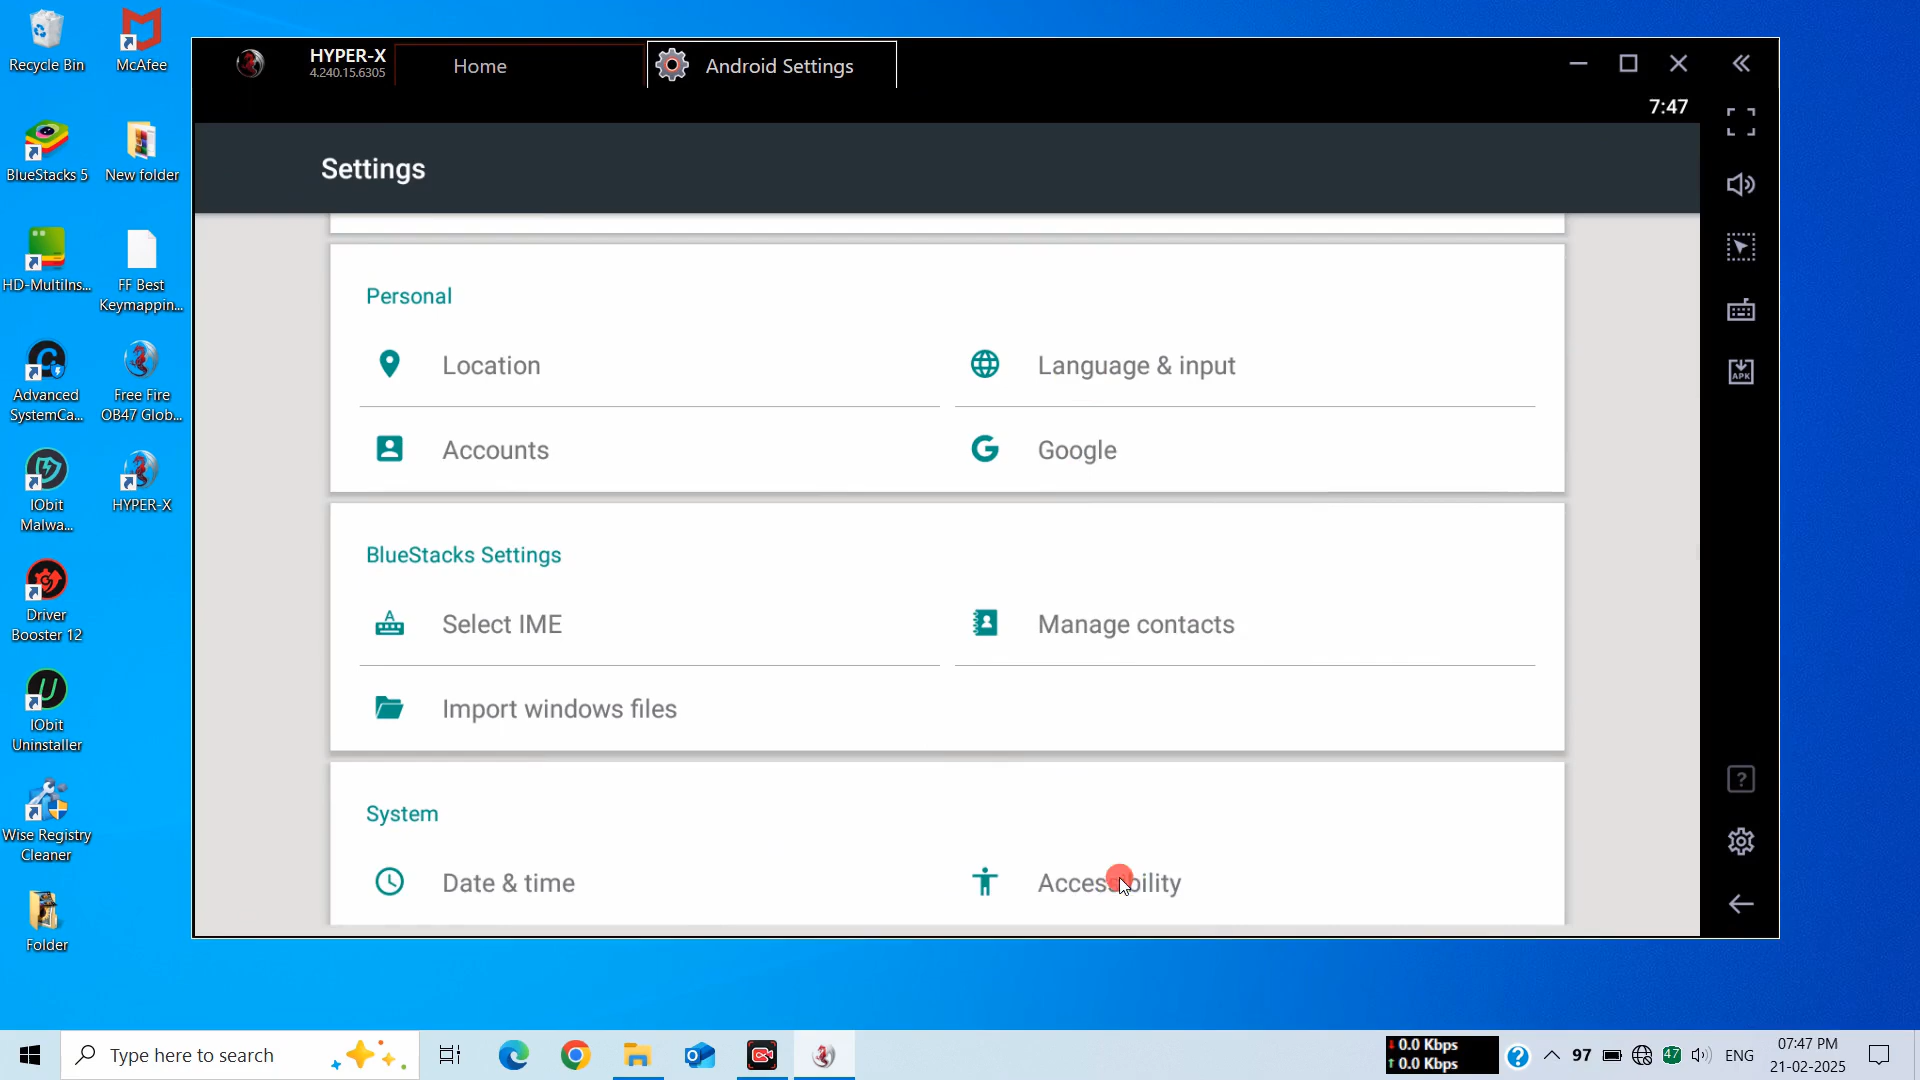 Recycle Bin
McAfee
BlueStacks 5
New folder
HD-MultiIns...
FF Best
Keymappin...
Advanced
SystemCa...
Free Fire
OB47 Glob...
IObit
Malwa...
HYPER-X
Driver
Booster 12
IObit
Uninstaller
Wise Registry
Cleaner
Folder
HYPER-X
4.240.15.6305
Home
Android Settings
7:47
Settings
Personal
Location
Language & input
Accounts
G
Google
BlueStacks Settings
A
Select IME
Manage contacts
Import windows files
System
Date & time
Accessibility
APK
?
Type here to search
0.0 Kbps
0.0 Kbps
?
97
47
ENG
07:47 PM
21-02-2025